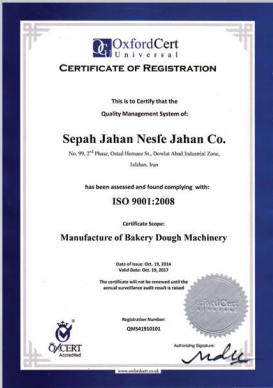 OxfordCert
Universal
CERTIFICATE OF REGISTRATION
This is to Certify that the
Quality Management System of:
Sepah Jahan Nesfe Jahan Co.
No. 99, 2nd Phase, Ostad Homaee St., Dowlat Abad Industrial Zone,
Isfahan, Iran
has been assessed and found complying with:
ISO 9001:2008
Certificate Scope:
Manufacture of Bakery Dough Machinery
Date of Issue: Oct. 19, 2014
Valid Date: Oct. 19, 2017
The certificate will not be renewed until the
annual surveillance audit result is raised
OxfordCert
Universal
Registration Number:
QMS41910101
Authorizing Signature:
Accredited
www.oxfordcert.co.uk